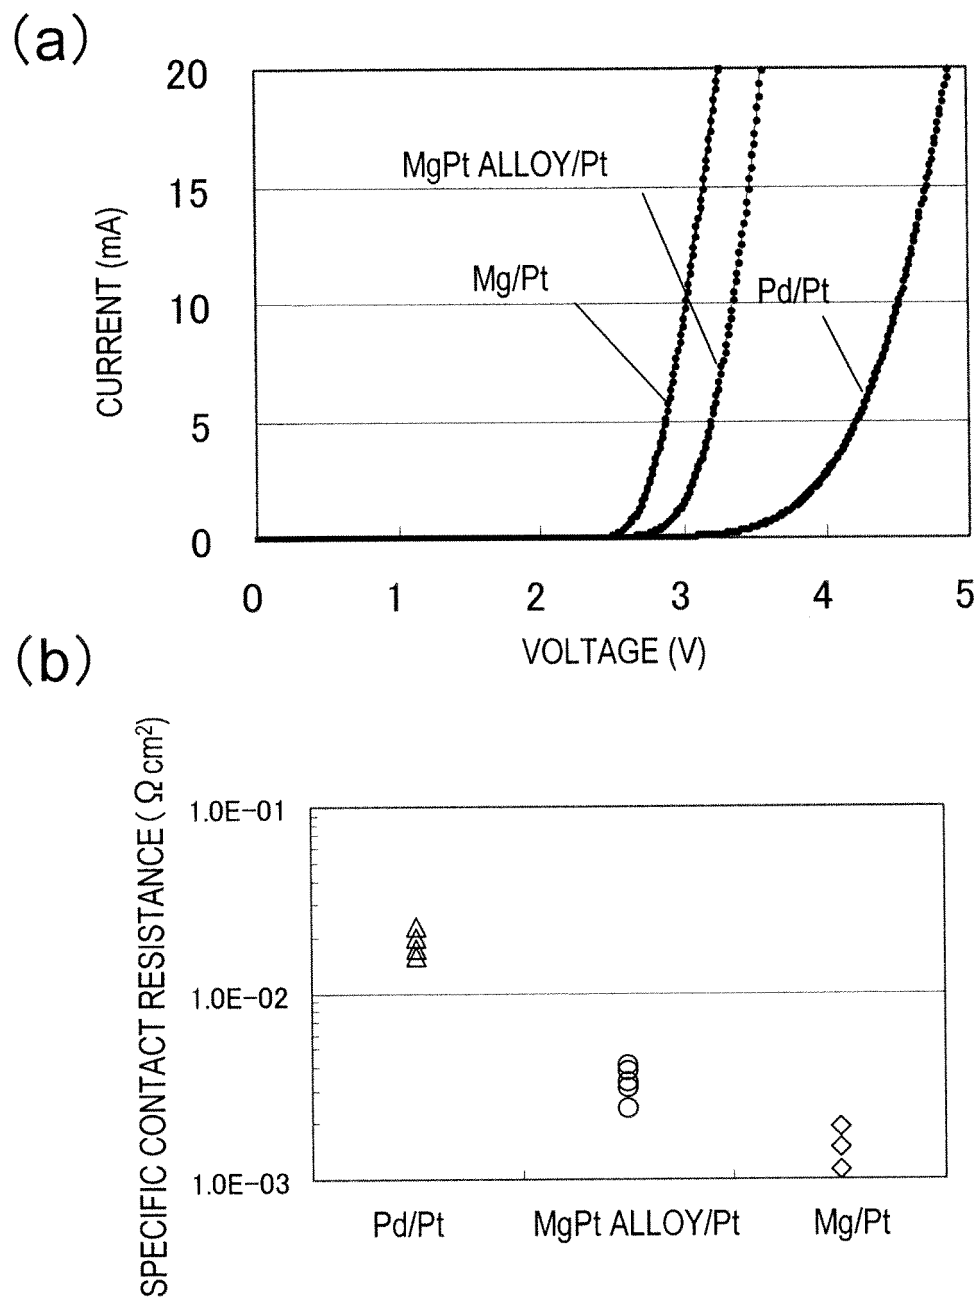 (a)
20
15
10
5
0
CURRENT (mA)
MgPt ALLOY/Pt
Mg/Pt
Pd/Pt
0 1 2 3 4 5
VOLTAGE (V)
(b)
SPECIFIC CONTACT RESISTANCE (Ω cm²)
1.0E-01
1.0E-02
1.0E-03
Pd/Pt MgPt ALLOY/Pt Mg/Pt